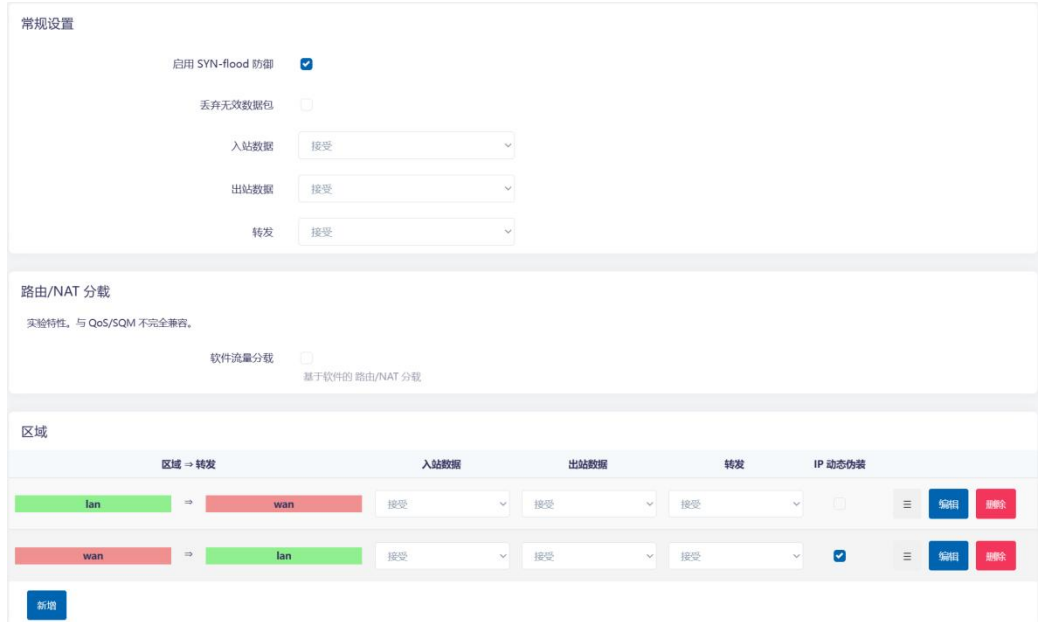 常规设置
启用 SYN-flood 防御
丢弃无效数据包
入站数据 接受
出站数据 接受
转发 接受
路由/NAT 分载
实验特性。与 QoS/SQM 不完全兼容。
软件流量分载
基于软件的 路由/NAT 分载
区域
区域 ⇒ 转发 入站数据 出站数据 转发 IP 动态伪装
lan ⇒ wan 接受 接受 接受 编辑 删除
wan ⇒ lan 接受 接受 接受 编辑 删除
新增